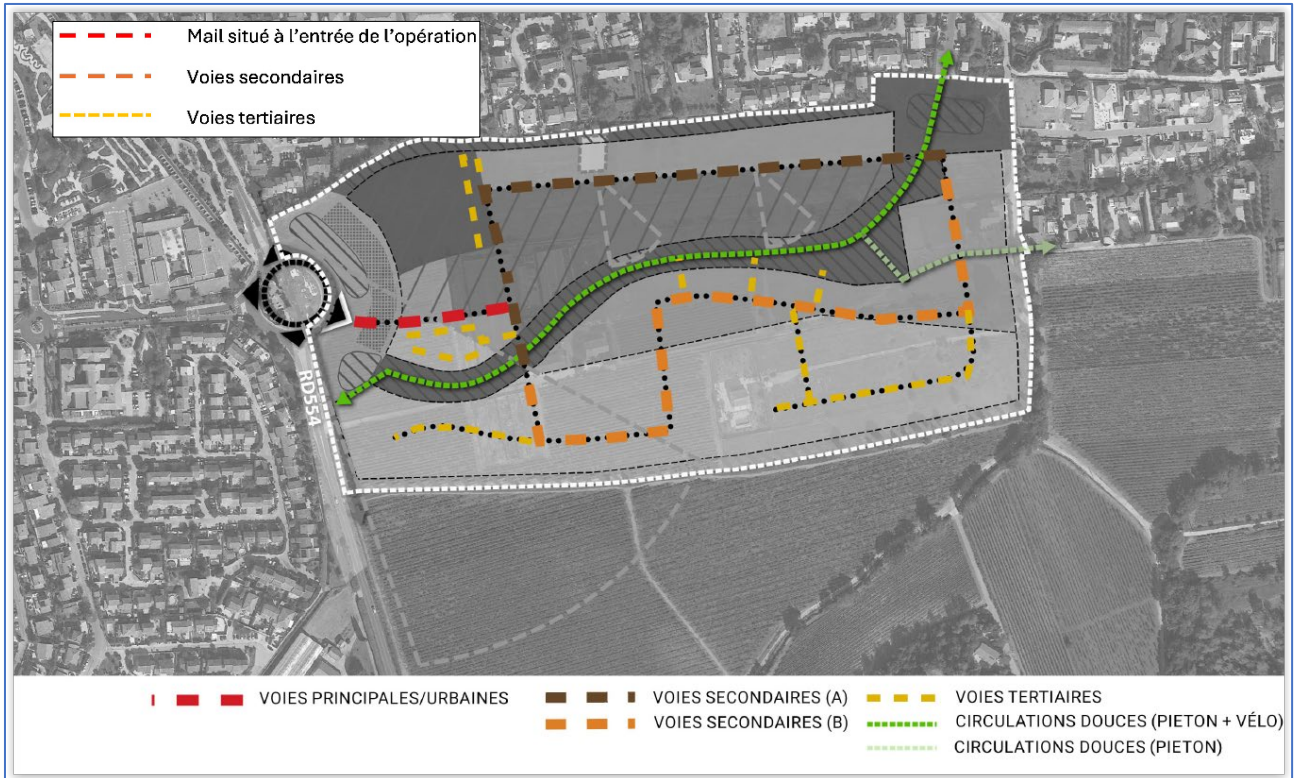 Mail situé à l'entrée de l'opération
Voies secondaires
Voies tertiaires
RD554
VOIES PRINCIPALES/URBAINES
VOIES SECONDAIRES (A)
VOIES SECONDAIRES (B)
VOIES TERTIAIRES
CIRCULATIONS DOUCES (PIETON + VÉLO)
CIRCULATIONS DOUCES (PIETON)